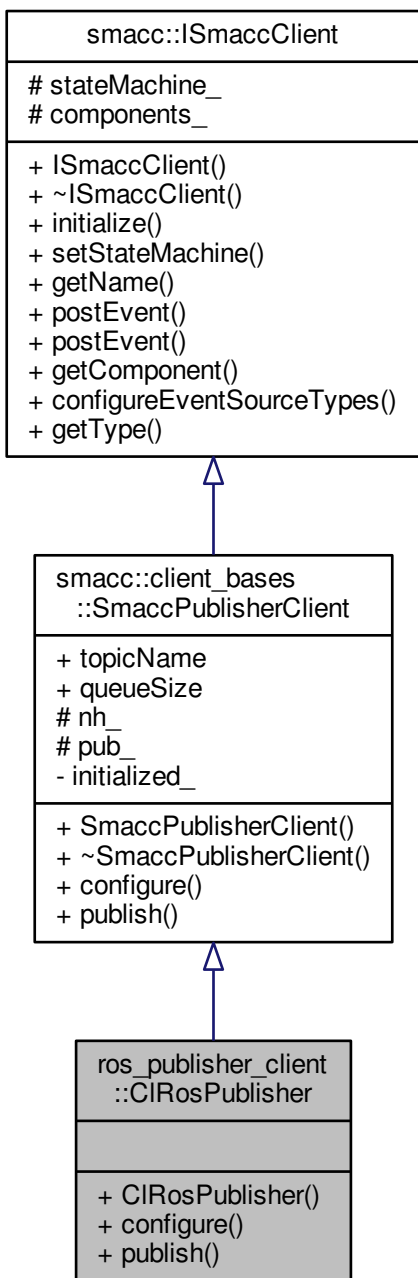 smacc::ISmaccClient
# stateMachine_
# components_
+ ISmaccClient()
+ ~ISmaccClient()
+ initialize()
+ setStateMachine()
+ getName()
+ postEvent()
+ postEvent()
+ getComponent()
+ configureEventSourceTypes()
+ getType()
smacc::client_bases
::SmaccPublisherClient
+ topicName
+ queueSize
# nh_
# pub_
- initialized_
+ SmaccPublisherClient()
+ ~SmaccPublisherClient()
+ configure()
+ publish()
ros_publisher_client
::ClRosPublisher
+ ClRosPublisher()
+ configure()
+ publish()